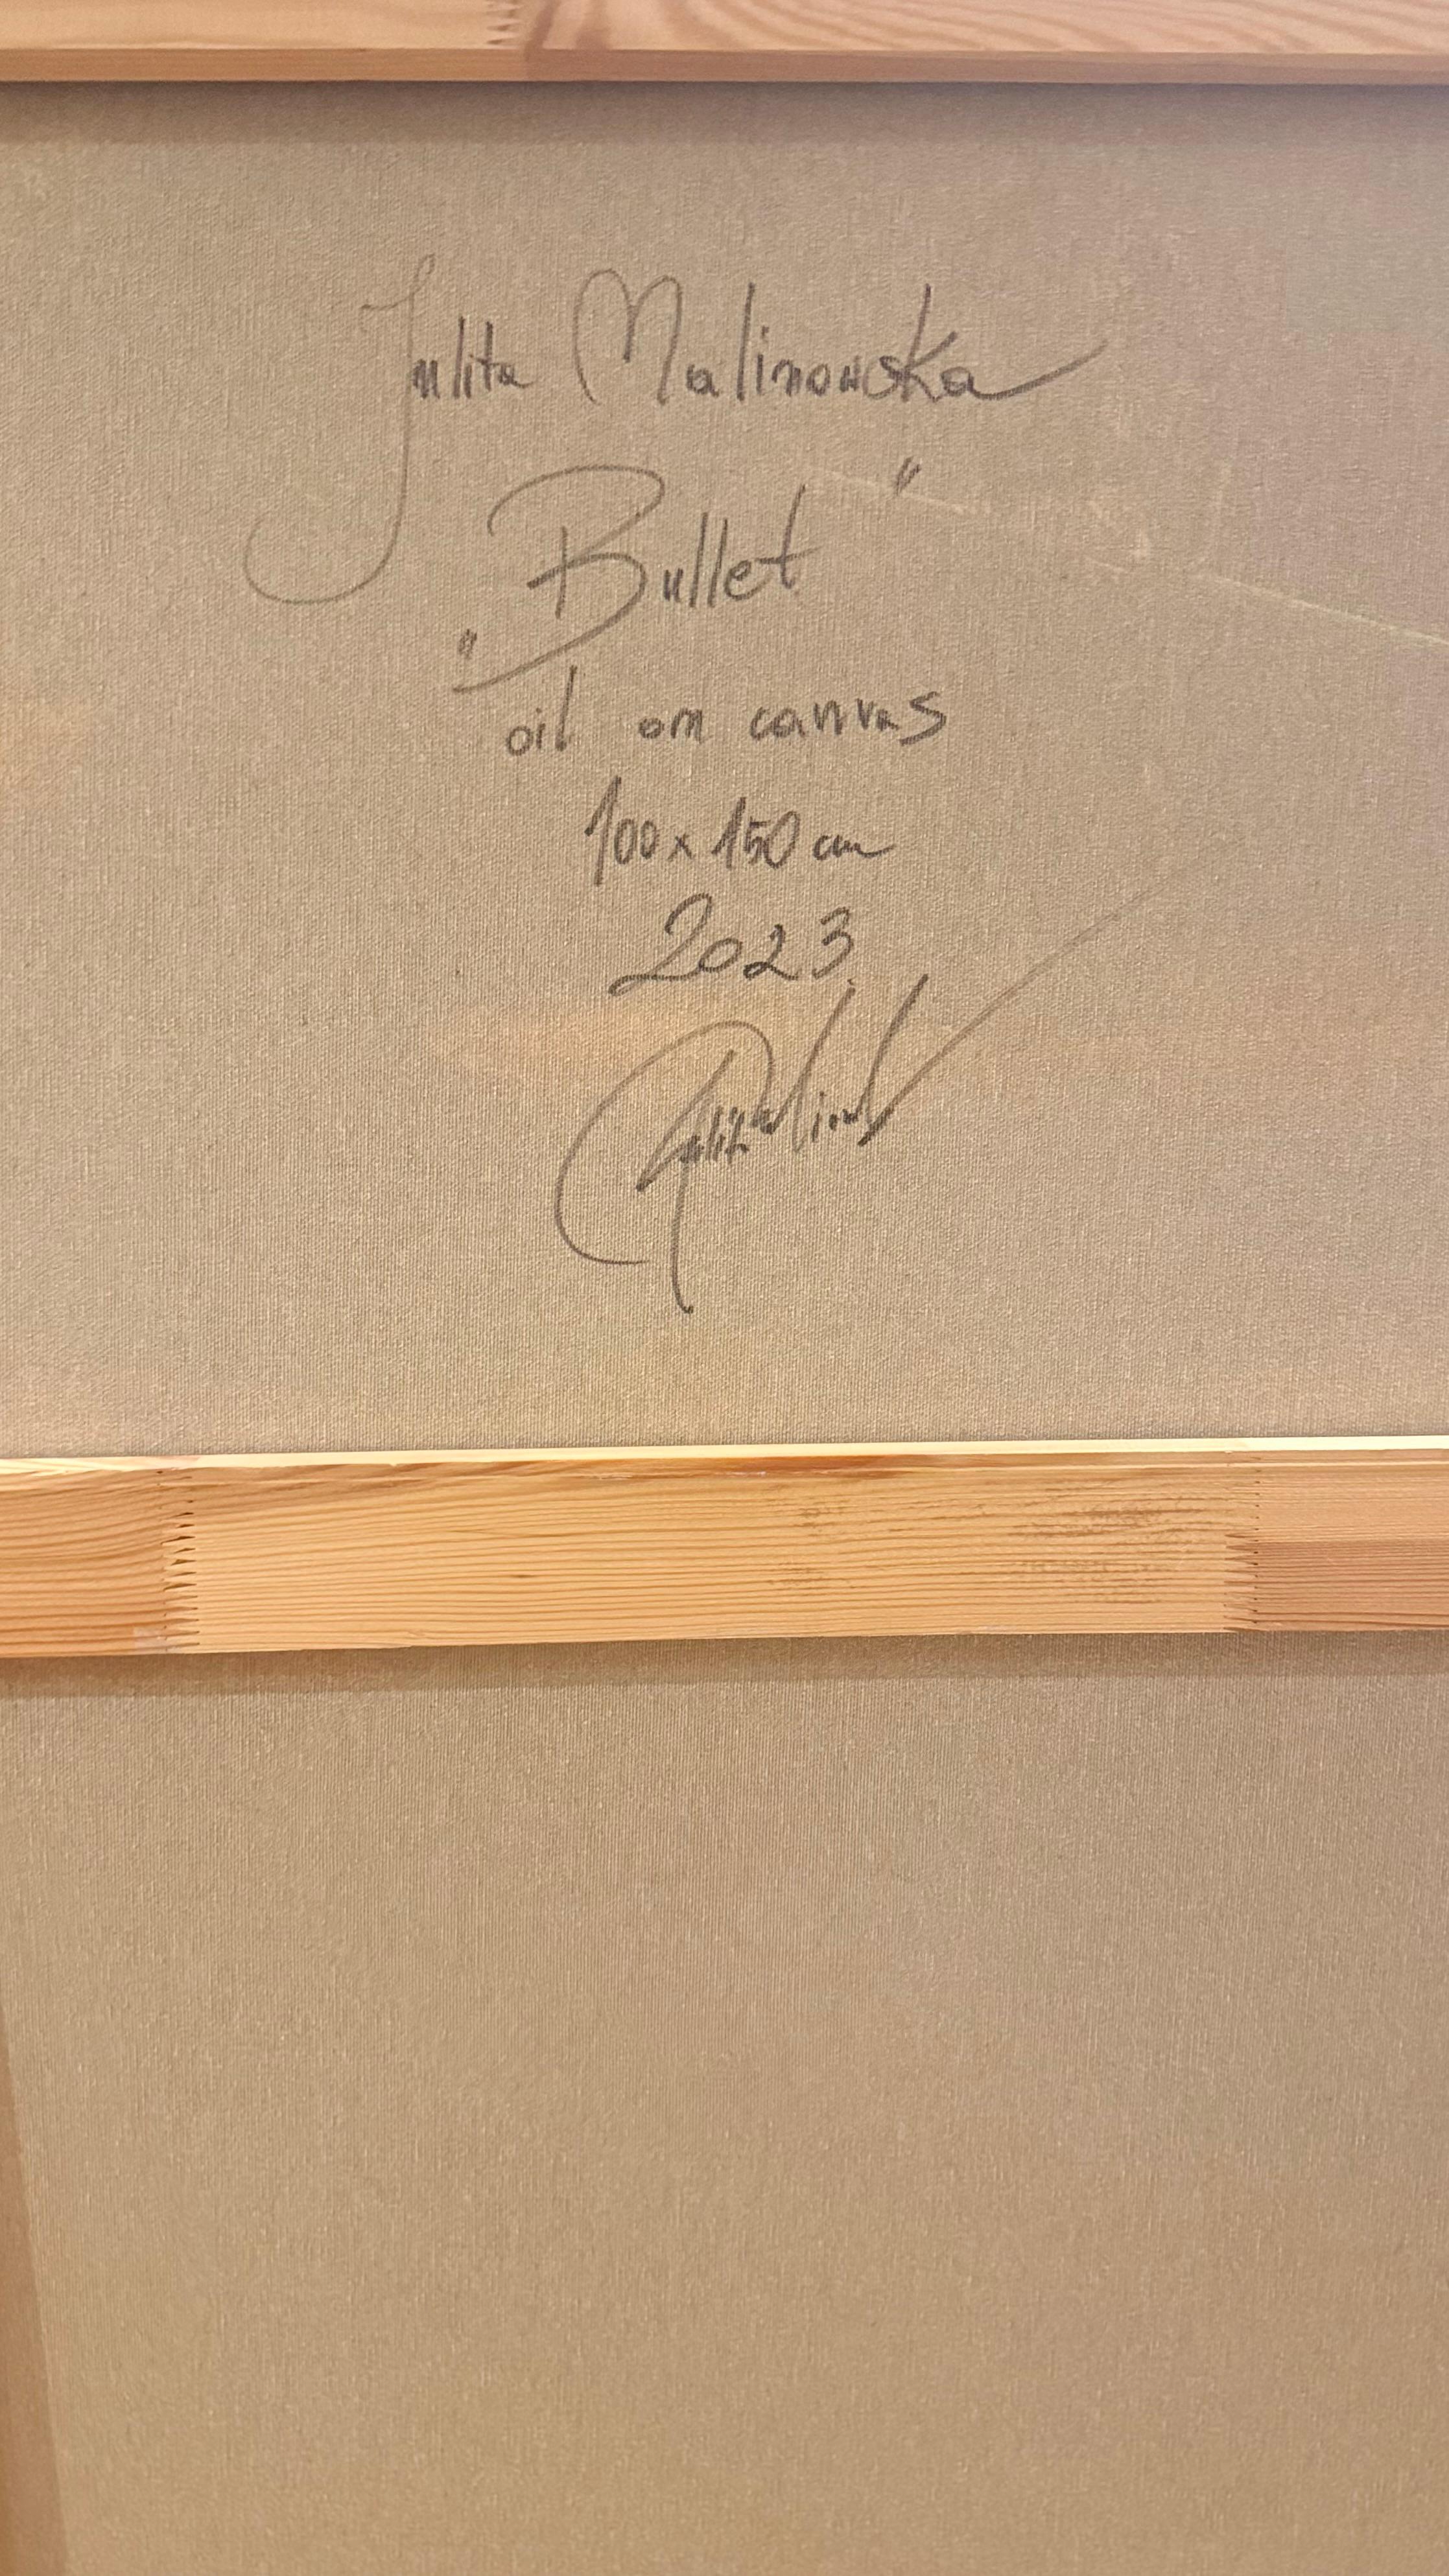 Julita Malinowska
„Bullet"
oil on canvas
100 x 150 cm
2023